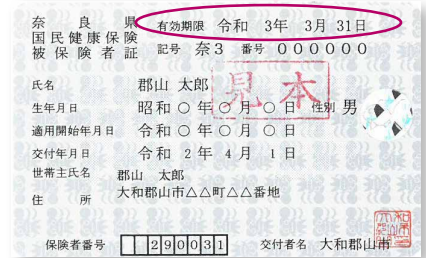 奈良県
国民健康保険
被保険者証
有効期限 令和 3年 3月 31日
記号 奈3 番号 000000
見本
氏名 郡山 太郎
生年月日 昭和○年○月○日 性別 男
適用開始年月日 令和○年○月○日
交付年月日 令和 2年 4月 1日
世帯主氏名 郡山 太郎
住所 大和郡山市△△町△△番地
保険者番号 290031 交付者名 大和郡山市